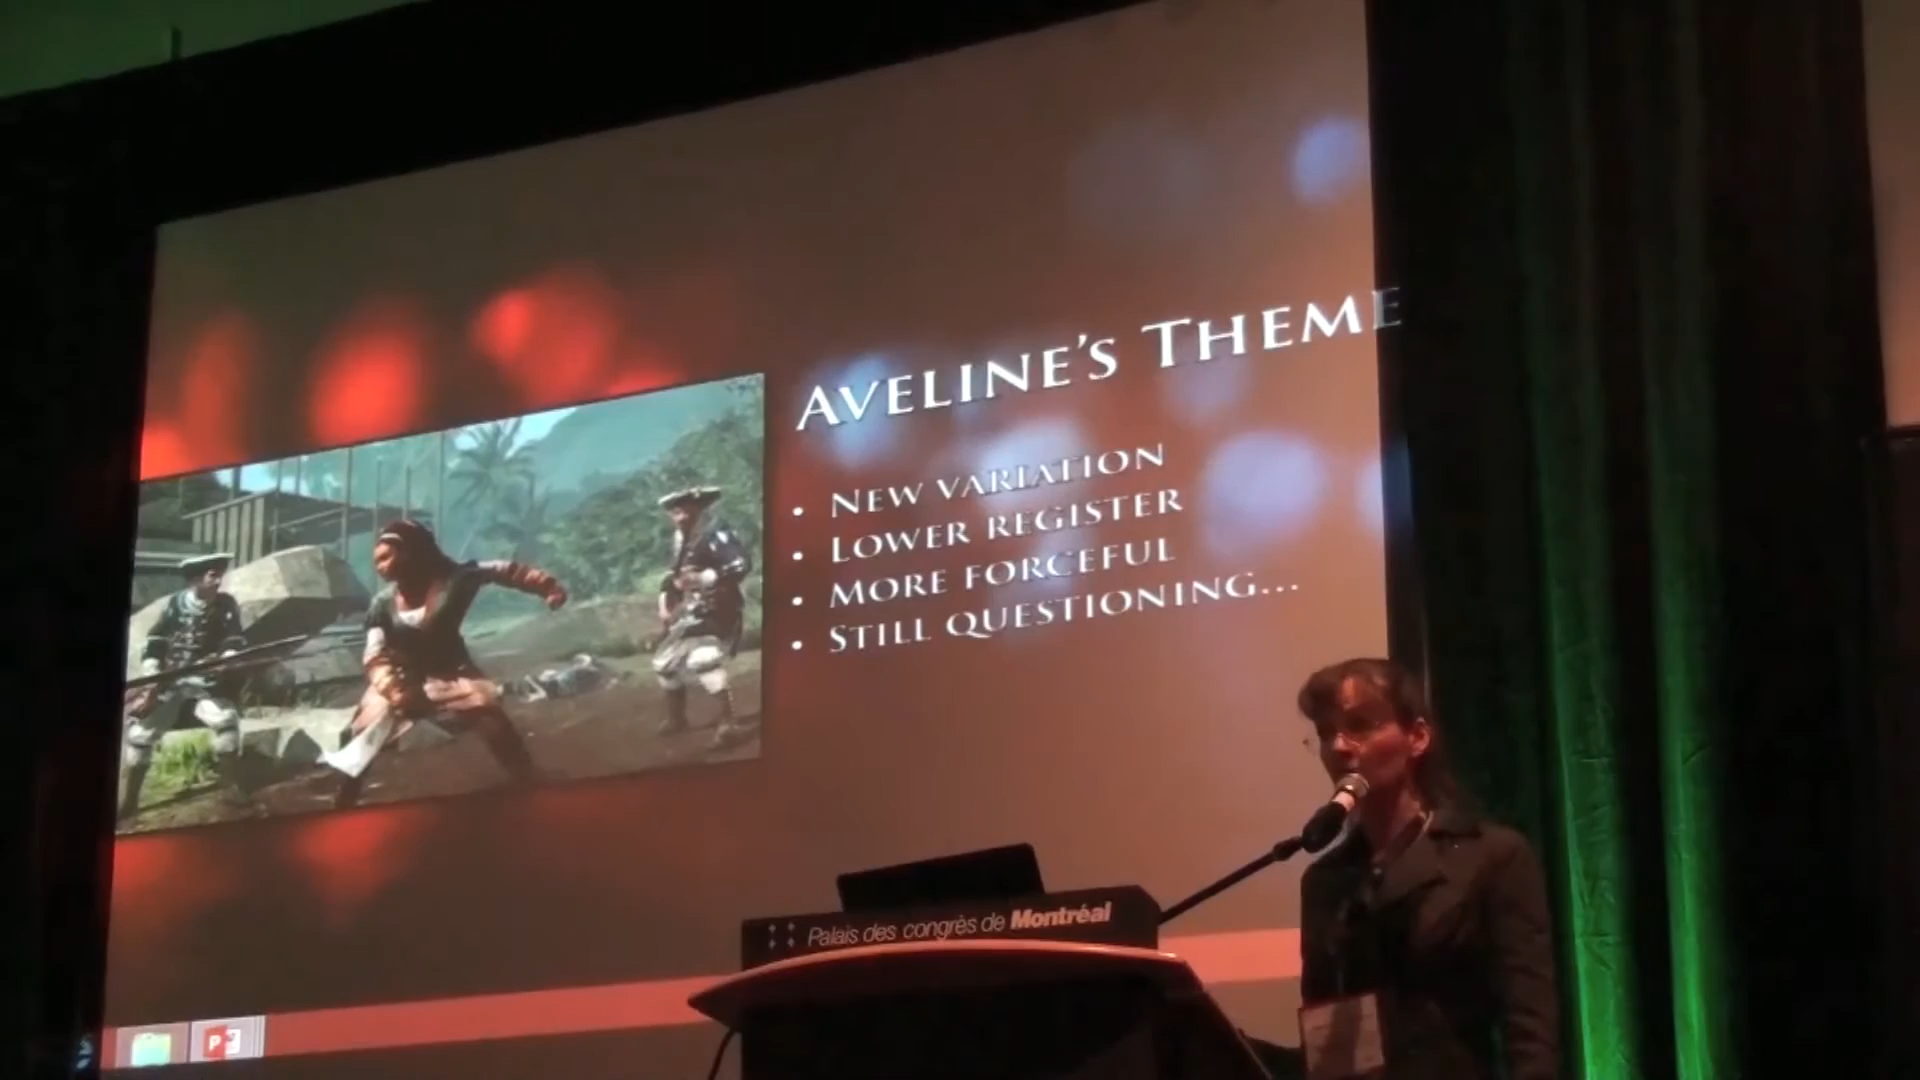 AVELINE'S THEME
• NEW VARIATION
• LOWER REGISTER
• MORE FORCEFUL
• STILL QUESTIONING...
Palais des congrès de Montréal
P